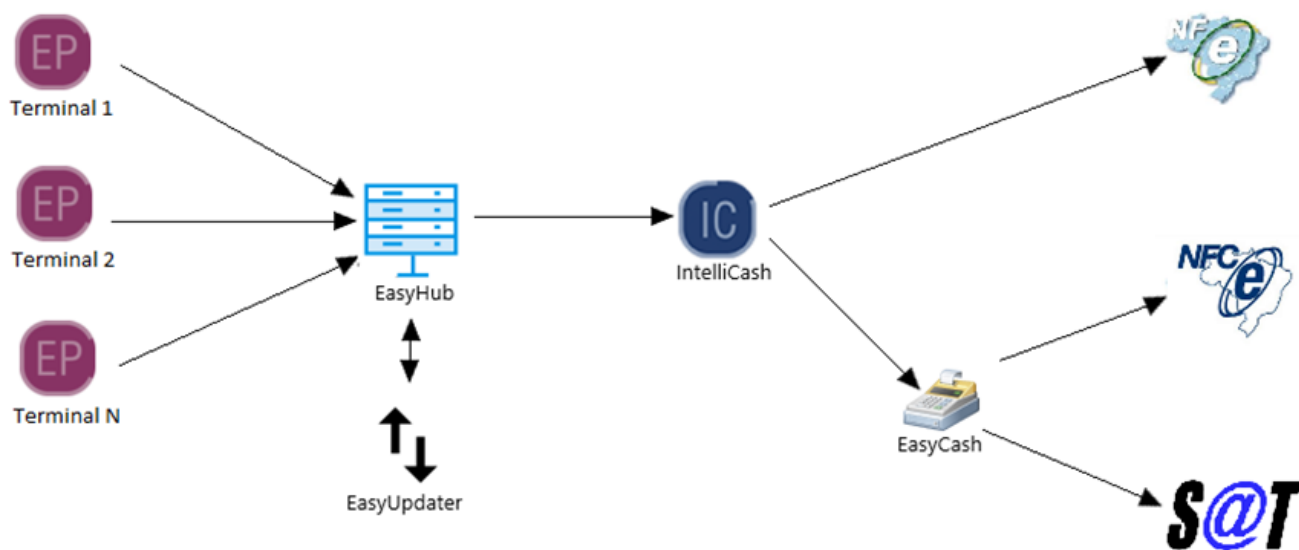 EP
Terminal 1
EP
Terminal 2
EP
Terminal N
EasyHub
EasyUpdater
IC
IntelliCash
EasyCash
NF e
NFC e
S@T